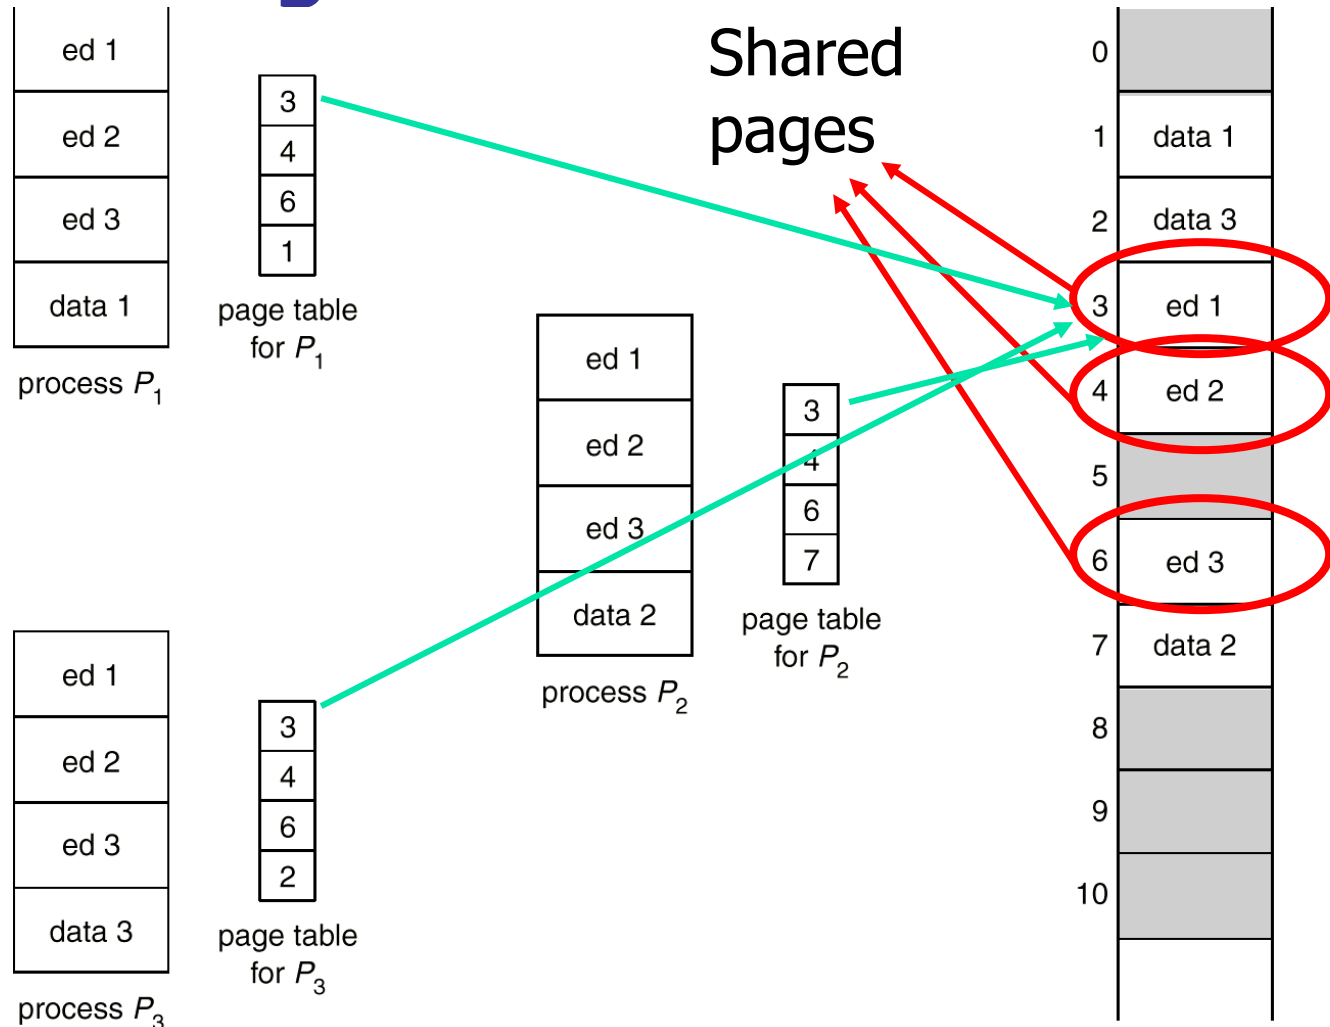 Shared
pages
ed 1
ed 2
ed 3
data 1
process P1
3
4
6
1
page table
for P1
ed 1
ed 2
ed 3
data 2
process P2
3
4
6
7
page table
for P2
ed 1
ed 2
ed 3
data 3
process P3
3
4
6
2
page table
for P3
0
1 data 1
2 data 3
3 ed 1
4 ed 2
5
6 ed 3
7 data 2
8
9
10